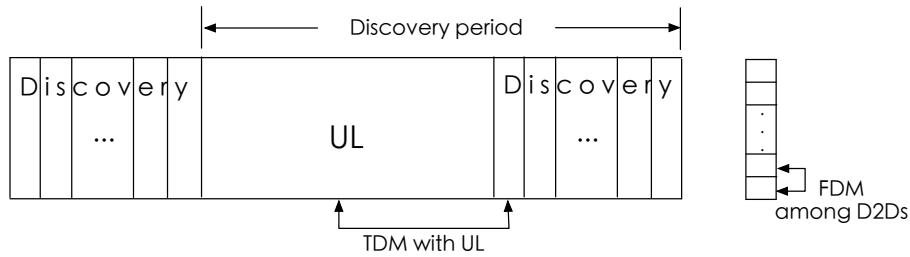 Discovery period
Discovery
...
UL
Discovery
...
TDM with UL
FDM
among D2Ds